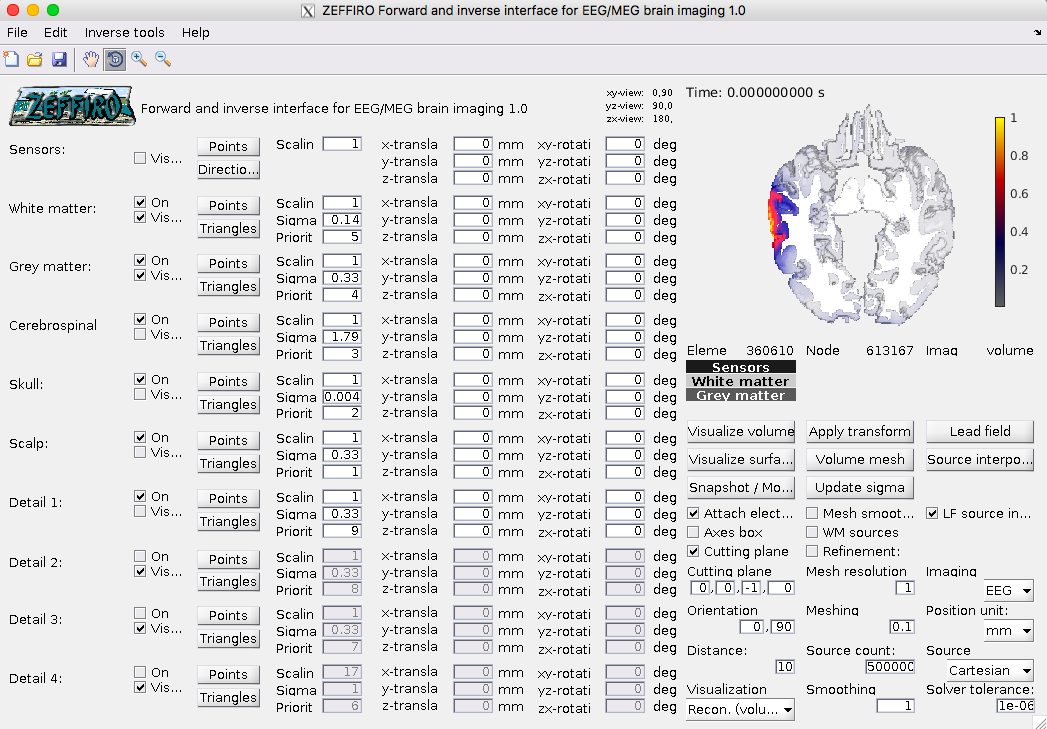 ZEFFIRO Forward and inverse interface for EEG/MEG brain imaging 1.0
File Edit Inverse tools Help
ZEFFIRO Forward and inverse interface for EEG/MEG brain imaging 1.0
xy-view: 0,90
yz-view: 90,0
zx-view: 180,
Time: 0.000000000 s
1
0.8
0.6
0.4
0.2
Sensors: Vis... Points Scalin 1 x-transla 0 mm xy-rotati 0 deg
Directio... y-transla 0 mm yz-rotati 0 deg
z-transla 0 mm zx-rotati 0 deg
White matter: On Points Scalin 1 x-transla 0 mm xy-rotati 0 deg
Vis... Triangles Sigma 0.14 y-transla 0 mm yz-rotati 0 deg
Priorit 5 z-transla 0 mm zx-rotati 0 deg
Grey matter: On Points Scalin 1 x-transla 0 mm xy-rotati 0 deg
Vis... Triangles Sigma 0.33 y-transla 0 mm yz-rotati 0 deg
Priorit 4 z-transla 0 mm zx-rotati 0 deg
Cerebrospinal On Points Scalin 1 x-transla 0 mm xy-rotati 0 deg
Vis... Triangles Sigma 1.79 y-transla 0 mm yz-rotati 0 deg
Priorit 3 z-transla 0 mm zx-rotati 0 deg
Skull: On Points Scalin 1 x-transla 0 mm xy-rotati 0 deg
Vis... Triangles Sigma 0.004 y-transla 0 mm yz-rotati 0 deg
Priorit 2 z-transla 0 mm zx-rotati 0 deg
Scalp: On Points Scalin 1 x-transla 0 mm xy-rotati 0 deg
Vis... Triangles Sigma 0.33 y-transla 0 mm yz-rotati 0 deg
Priorit 1 z-transla 0 mm zx-rotati 0 deg
Detail 1: On Points Scalin 1 x-transla 0 mm xy-rotati 0 deg
Vis... Triangles Sigma 0.33 y-transla 0 mm yz-rotati 0 deg
Priorit 9 z-transla 0 mm zx-rotati 0 deg
Detail 2: On Points Scalin 1 x-transla 0 mm xy-rotati 0 deg
Vis... Triangles Sigma 0.33 y-transla 0 mm yz-rotati 0 deg
Priorit 8 z-transla 0 mm zx-rotati 0 deg
Detail 3: On Points Scalin 1 x-transla 0 mm xy-rotati 0 deg
Vis... Triangles Sigma 0.33 y-transla 0 mm yz-rotati 0 deg
Priorit 7 z-transla 0 mm zx-rotati 0 deg
Detail 4: On Points Scalin 17 x-transla 0 mm xy-rotati 0 deg
Vis... Triangles Sigma 1 y-transla 0 mm yz-rotati 0 deg
Priorit 6 z-transla 0 mm zx-rotati 0 deg
Eleme 360610 Node 613167 Imag volume
Sensors
White matter
Grey matter
Visualize volume Apply transform Lead field
Visualize surfa... Volume mesh Source interpo...
Snapshot / Mo... Update sigma
Attach elect... Mesh smoot... LF source in...
Axes box WM sources
Cutting plane Refinement:
Cutting plane Mesh resolution Imaging
0, 0, -1, 0 1 EEG
Orientation Meshing Position unit:
0, 90 0.1 mm
Distance: Source count: Source
10 500000 Cartesian
Visualization Smoothing Solver tolerance:
Recon. (volu... 1 1e-06